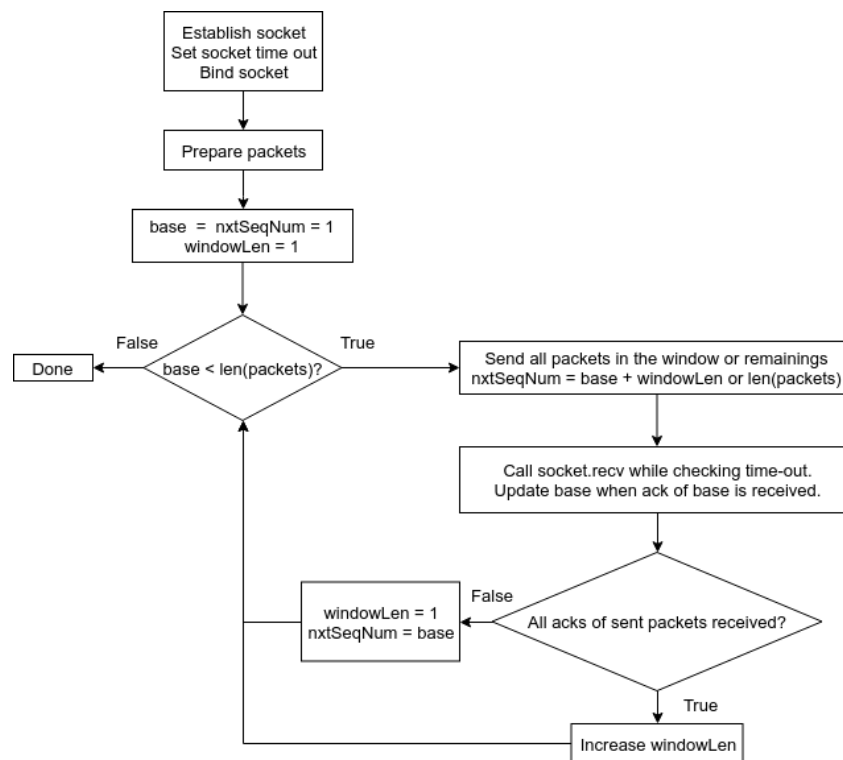 Establish socket
Set socket time out
Bind socket
Prepare packets
base = nxtSeqNum = 1
windowLen = 1
False
True
Done
base < len(packets)?
Send all packets in the window or remainings
nxtSeqNum = base + windowLen or len(packets)
Call socket.recv while checking time-out.
Update base when ack of base is received.
False
windowLen = 1
nxtSeqNum = base
All acks of sent packets received?
True
Increase windowLen